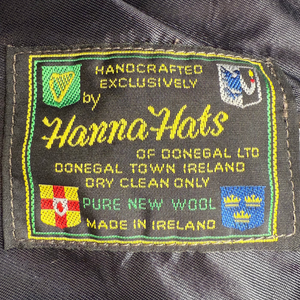 HANDCRAFTED
EXCLUSIVELY
by
Hanna Hats
OF DONEGAL LTD
DONEGAL TOWN IRELAND
DRY CLEAN ONLY
PURE NEW WOOL
MADE IN IRELAND